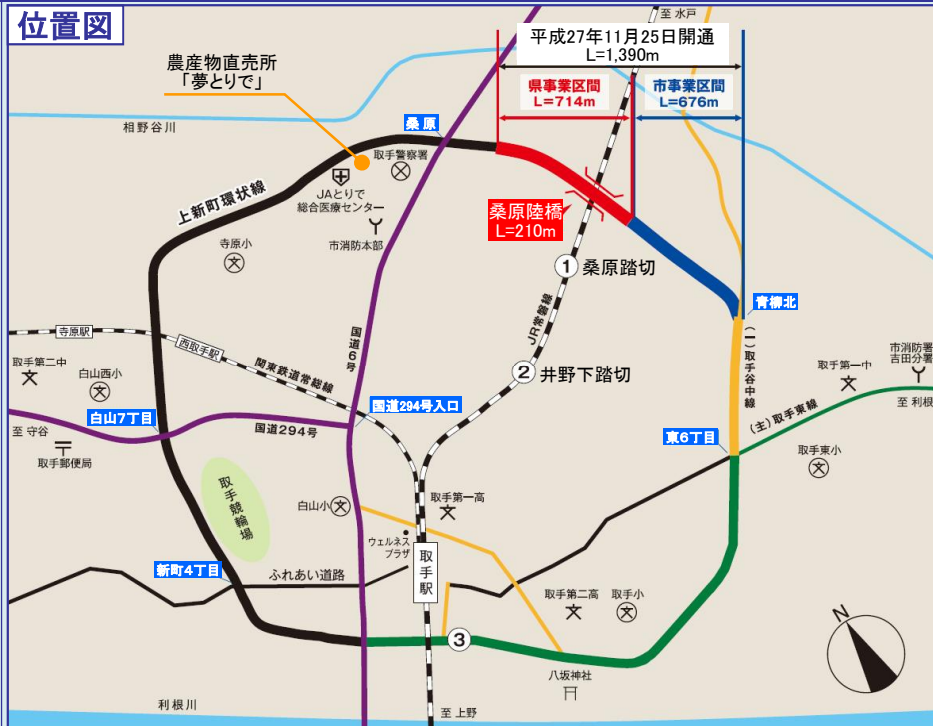 位置図
至 水戸
平成27年11月25日開通
L=1,390m
県事業区間
L=714m
市事業区間
L=676m
農産物直売所
「夢とりで」
相野谷川
桑原
取手警察署
JAとりで
総合医療センター
市消防本部
上新町環状線
寺原小
桑原陸橋
L=210m
1 桑原踏切
JR常磐線
2 井野下踏切
青柳北
(一)取手谷中線
国道6号
寺原駅
西取手駅
関東鉄道常総線
取手第二中
白山西小
白山7丁目
至 守谷
取手郵便局
国道294号
国道294号入口
取手第一中
市消防署
吉田分署
至 利根
(主)取手東線
東6丁目
取手東小
取手競輪場
白山小
取手第一高
ウェルネス
プラザ
取手駅
新町4丁目
ふれあい道路
取手第二高
取手小
3
八坂神社
利根川
至 上野
N